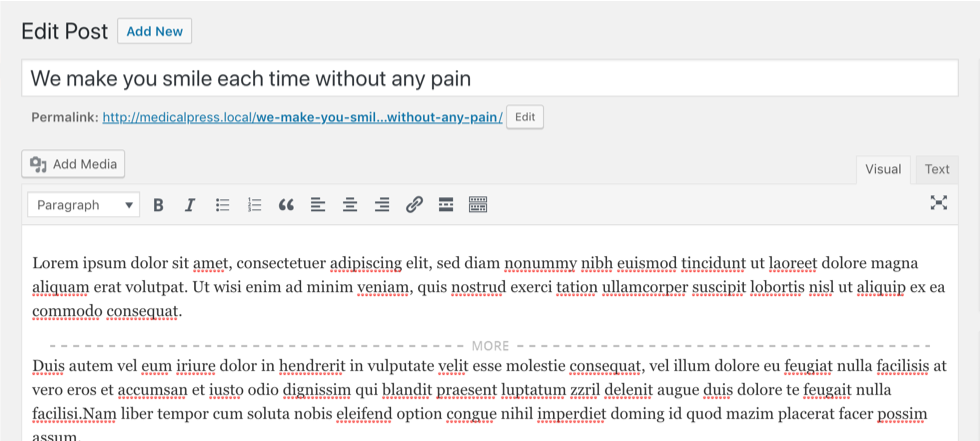 Edit Post Add New
We make you smile each time without any pain
Permalink: http://medicalpress.local/we-make-you-smil...without-any-pain/ Edit
Add Media
Visual Text
Paragraph B I
Lorem ipsum dolor sit amet, consectetuer adipiscing elit, sed diam nonummy nibh euismod tincidunt ut laoreet dolore magna
aliquam erat volutpat. Ut wisi enim ad minim veniam, quis nostrud exerci tation ullamcorper suscipit lobortis nisl ut aliquip ex ea
commodo consequat.
MORE
Duis autem vel eum iriure dolor in hendrerit in vulputate velit esse molestie consequat, vel illum dolore eu feugiat nulla facilisis at
vero eros et accumsan et iusto odio dignissim qui blandit praesent luptatum zzril delenit augue duis dolore te feugait nulla
facilisi.Nam liber tempor cum soluta nobis eleifend option congue nihil imperdiet doming id quod mazim placerat facer possim
assum.